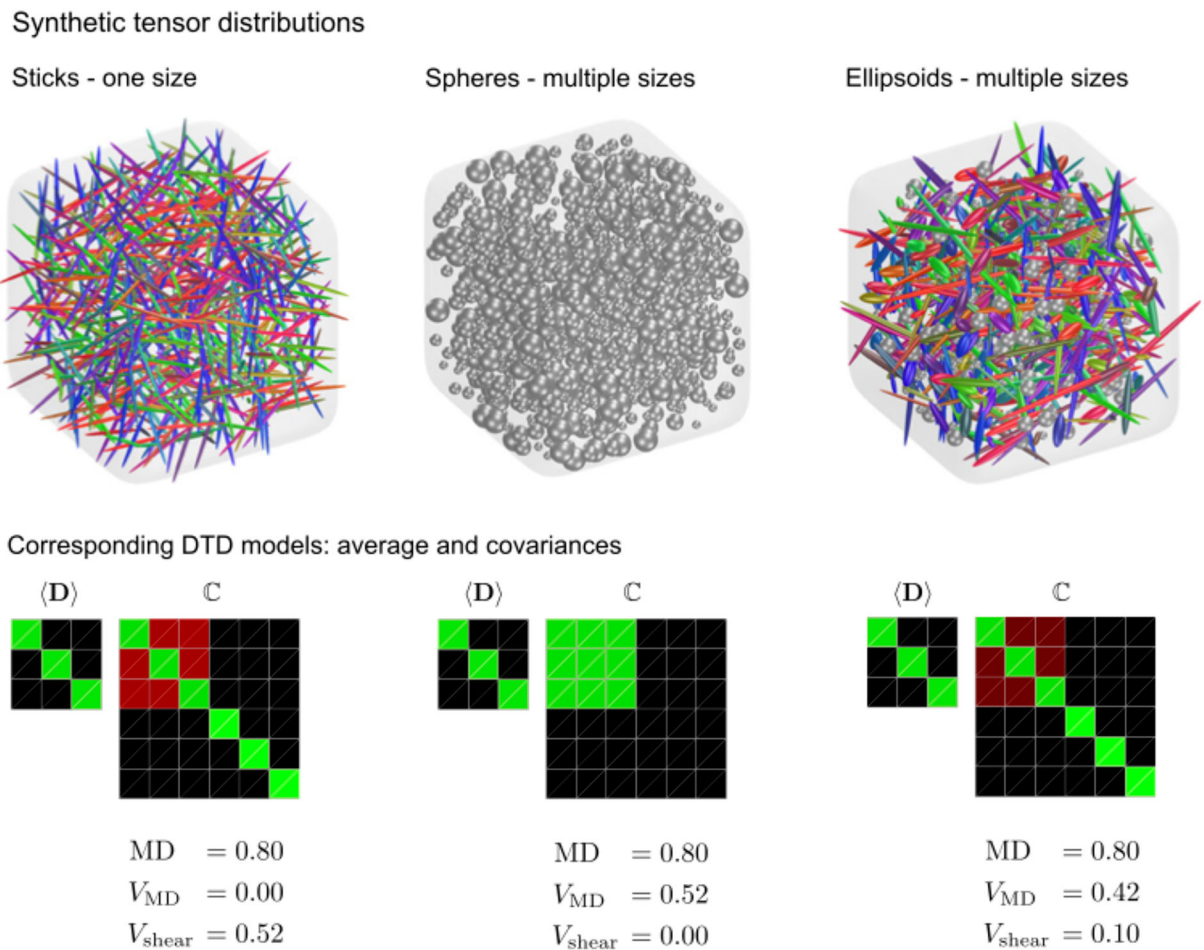 Synthetic tensor distributions
Sticks - one size
Spheres - multiple sizes
Ellipsoids - multiple sizes
Corresponding DTD models: average and covariances
⟨D⟩ ℂ
⟨D⟩ ℂ
⟨D⟩ ℂ
MD = 0.80
V_MD = 0.00
V_shear = 0.52
MD = 0.80
V_MD = 0.52
V_shear = 0.00
MD = 0.80
V_MD = 0.42
V_shear = 0.10